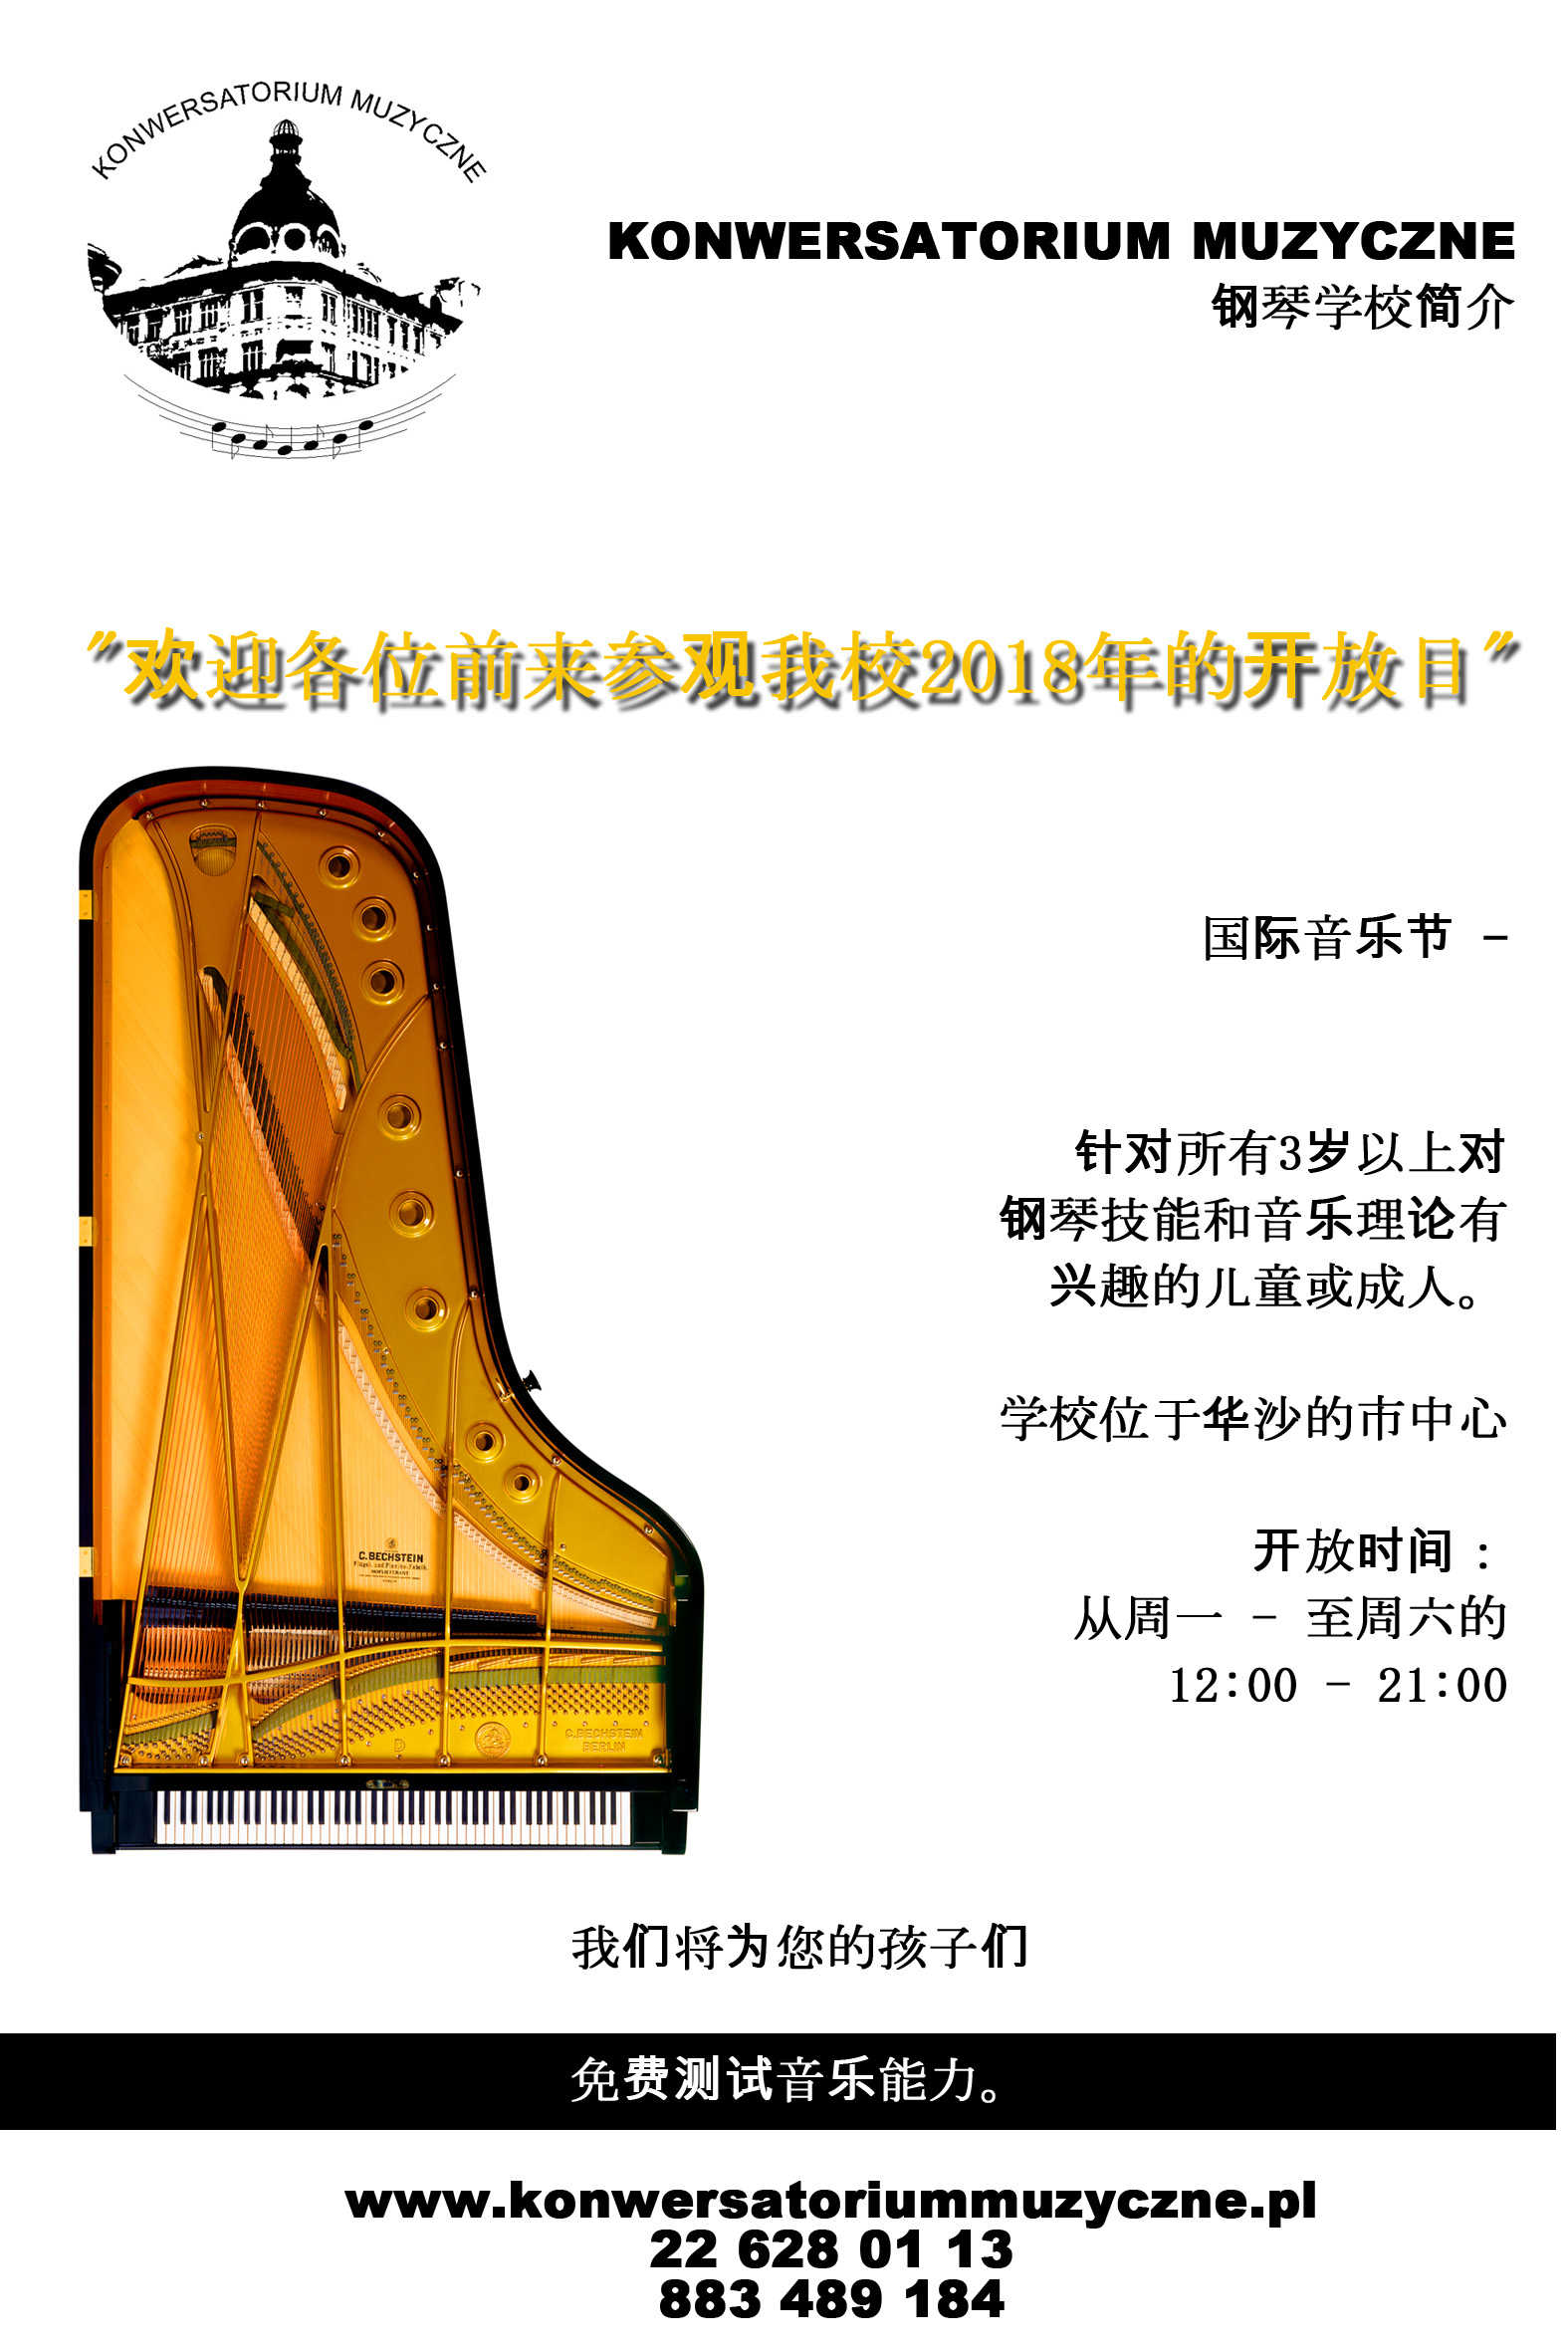 KONWERSATORIUM MUZYCZNE
KONWERSATORIUM MUZYCZNE
钢琴学校简介
"欢迎各位前来参观我校2018年的开放日"
国际音乐节 -
针对所有3岁以上对
钢琴技能和音乐理论有
兴趣的儿童或成人。
学校位于华沙的市中心
开放时间：
从周一 - 至周六的
12:00 - 21:00
C.BECHSTEIN
C.BECHSTEIN
BERLIN
我们将为您的孩子们
免费测试音乐能力。
www.konwersatoriummuzyczne.pl
22 628 01 13
883 489 184